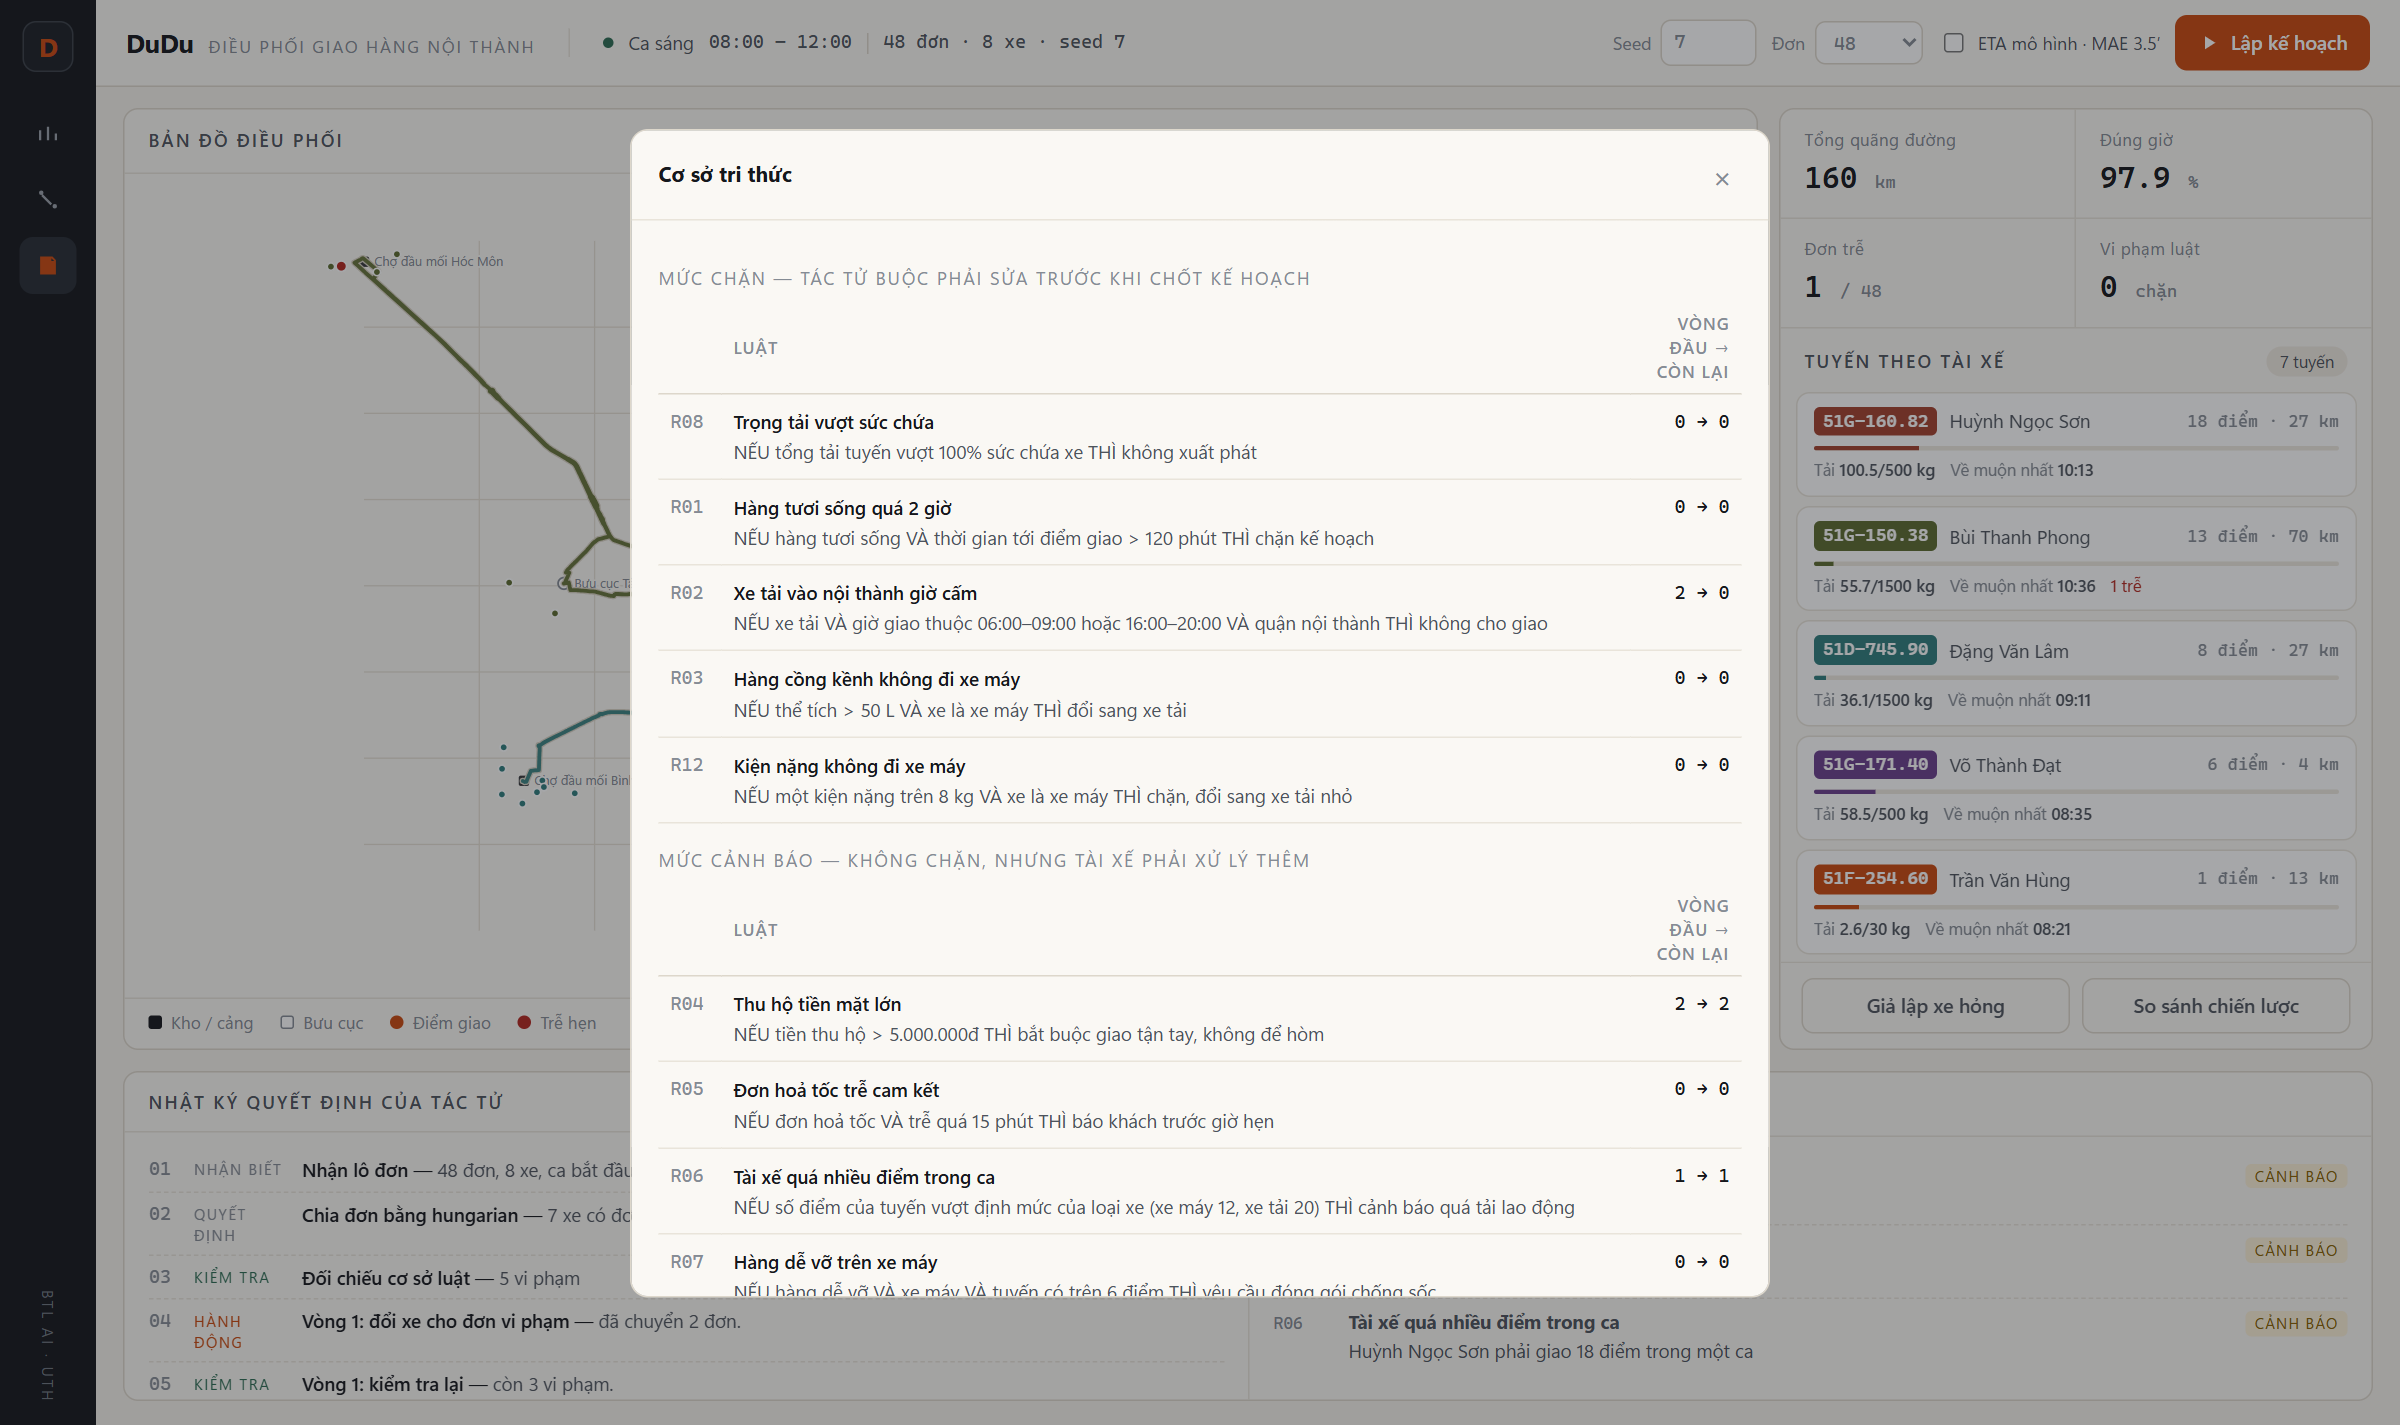 D
DuDu ĐIỀU PHỐI GIAO HÀNG NỘI THÀNH
Ca sáng 08:00 – 12:00 48 đơn · 8 xe · seed 7
Seed 7 Đơn 48 ETA mô hình · MAE 3.5′ Lập kế hoạch
BẢN ĐỒ ĐIỀU PHỐI
Chợ đầu mối Hóc Môn
Bưu cục
Chợ đầu mối
Kho / cảng Bưu cục Điểm giao Trễ hẹn
Cơ sở tri thức
×
MỨC CHẶN — TÁC TỬ BUỘC PHẢI SỬA TRƯỚC KHI CHỐT KẾ HOẠCH
LUẬT
VÒNG
ĐẦU →
CÒN LẠI
R08 Trọng tải vượt sức chứa 0 → 0
NẾU tổng tải tuyến vượt 100% sức chứa xe THÌ không xuất phát
R01 Hàng tươi sống quá 2 giờ 0 → 0
NẾU hàng tươi sống VÀ thời gian tới điểm giao > 120 phút THÌ chặn kế hoạch
R02 Xe tải vào nội thành giờ cấm 2 → 0
NẾU xe tải VÀ giờ giao thuộc 06:00–09:00 hoặc 16:00–20:00 VÀ quận nội thành THÌ không cho giao
R03 Hàng cồng kềnh không đi xe máy 0 → 0
NẾU thể tích > 50 L VÀ xe là xe máy THÌ đổi sang xe tải
R12 Kiện nặng không đi xe máy 0 → 0
NẾU một kiện nặng trên 8 kg VÀ xe là xe máy THÌ chặn, đổi sang xe tải nhỏ
MỨC CẢNH BÁO — KHÔNG CHẶN, NHƯNG TÀI XẾ PHẢI XỬ LÝ THÊM
LUẬT
VÒNG
ĐẦU →
CÒN LẠI
R04 Thu hộ tiền mặt lớn 2 → 2
NẾU tiền thu hộ > 5.000.000đ THÌ bắt buộc giao tận tay, không để hòm
R05 Đơn hoả tốc trễ cam kết 0 → 0
NẾU đơn hoả tốc VÀ trễ quá 15 phút THÌ báo khách trước giờ hẹn
R06 Tài xế quá nhiều điểm trong ca 1 → 1
NẾU số điểm của tuyến vượt định mức của loại xe (xe máy 12, xe tải 20) THÌ cảnh báo quá tải lao động
R07 Hàng dễ vỡ trên xe máy 0 → 0
NẾU hàng dễ vỡ VÀ xe máy VÀ tuyến có trên 6 điểm THÌ yêu cầu đóng gói chống sốc
Tổng quãng đường
160 km
Đúng giờ
97.9 %
Đơn trễ
1 / 48
Vi phạm luật
0 chặn
TUYẾN THEO TÀI XẾ 7 tuyến
51G-160.82 Huỳnh Ngọc Sơn 18 điểm · 27 km
Tải 100.5/500 kg Về muộn nhất 10:13
51G-150.38 Bùi Thanh Phong 13 điểm · 70 km
Tải 55.7/1500 kg Về muộn nhất 10:36 1 trễ
51D-745.90 Đặng Văn Lâm 8 điểm · 27 km
Tải 36.1/1500 kg Về muộn nhất 09:11
51G-171.40 Võ Thành Đạt 6 điểm · 4 km
Tải 58.5/500 kg Về muộn nhất 08:35
51F-254.60 Trần Văn Hùng 1 điểm · 13 km
Tải 2.6/30 kg Về muộn nhất 08:21
Giả lập xe hỏng So sánh chiến lược
NHẬT KÝ QUYẾT ĐỊNH CỦA TÁC TỬ
01 NHẬN BIẾT Nhận lô đơn — 48 đơn, 8 xe, ca bắt đầu
02 QUYẾT ĐỊNH Chia đơn bằng hungarian — 7 xe có
03 KIỂM TRA Đối chiếu cơ sở luật — 5 vi phạm
04 HÀNH ĐỘNG Vòng 1: đổi xe cho đơn vi phạm — đã chuyển 2 đơn.
05 KIỂM TRA Vòng 1: kiểm tra lại — còn 3 vi phạm.
CẢNH BÁO
CẢNH BÁO
R06 Tài xế quá nhiều điểm trong ca CẢNH BÁO
Huỳnh Ngọc Sơn phải giao 18 điểm trong một ca
BTL AI · UTH